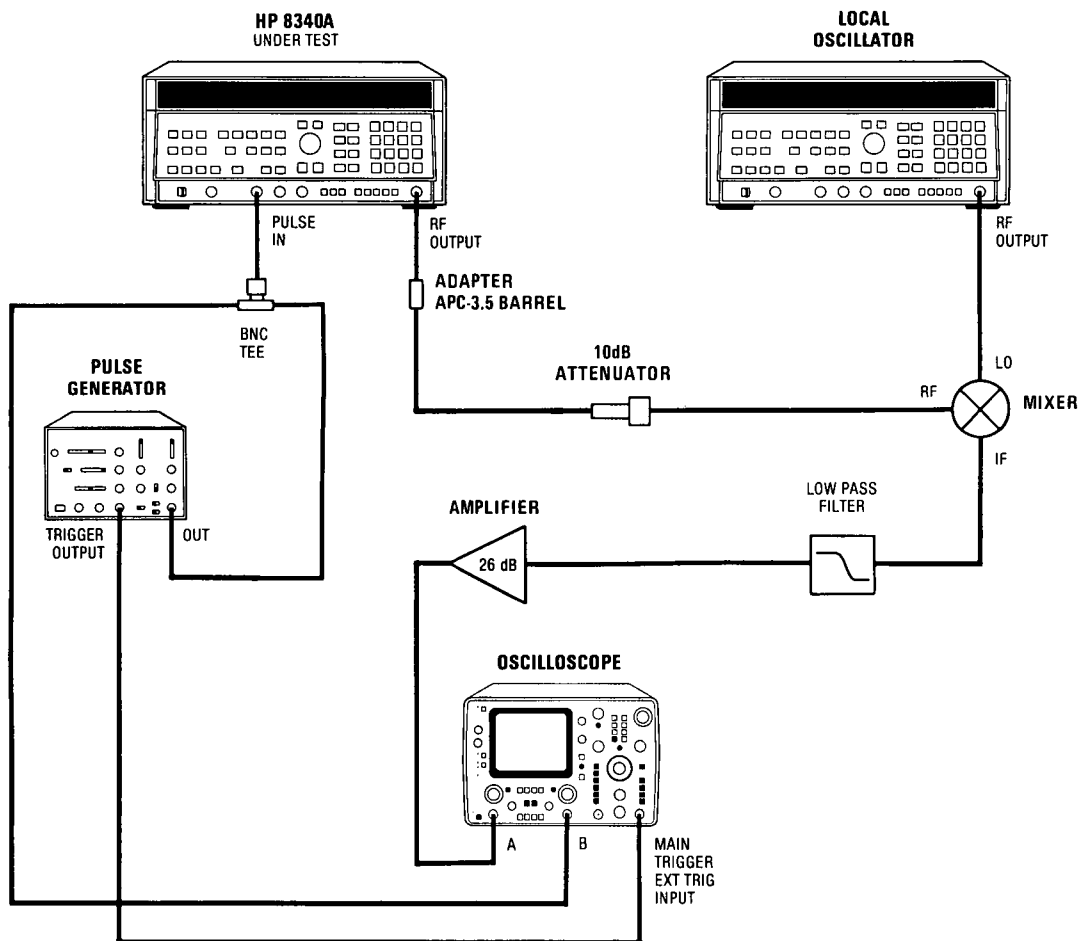 HP 8340A
UNDER TEST
LOCAL
OSCILLATOR
PULSE
IN
RF
OUTPUT
RF
OUTPUT
ADAPTER
APC-3.5 BARREL
BNC
TEE
PULSE
GENERATOR
10dB
ATTENUATOR
LO
RF
MIXER
IF
LOW PASS
FILTER
AMPLIFIER
26 dB
TRIGGER
OUTPUT
OUT
OSCILLOSCOPE
A
B
MAIN
TRIGGER
EXT TRIG
INPUT